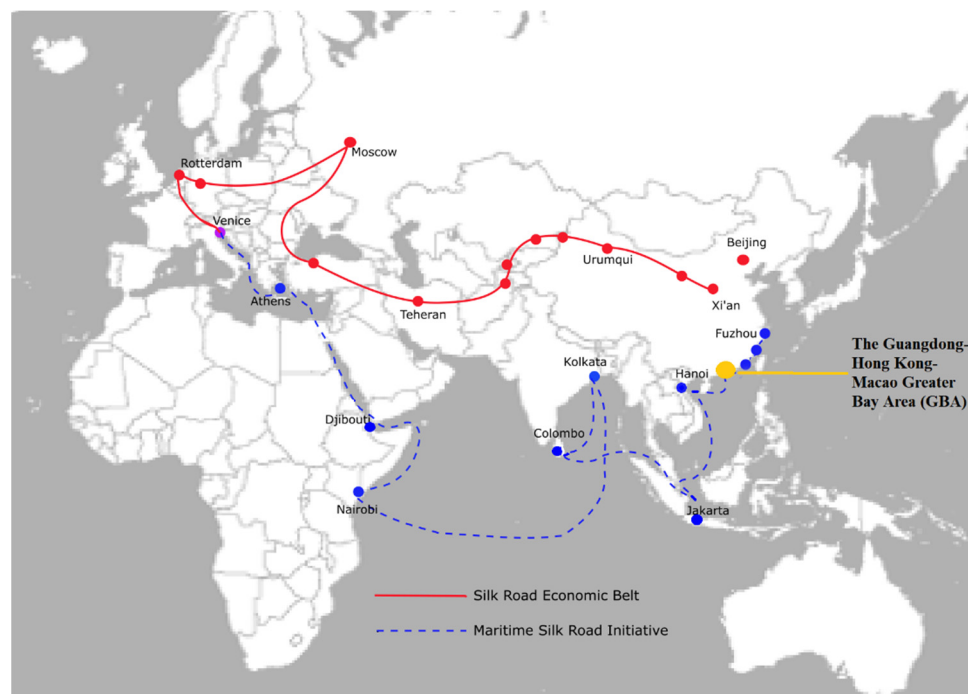 Moscow
Rotterdam
Venice
Beijing
Urumqui
Athens
Teheran
Xi'an
Fuzhou
The Guangdong-
Hong Kong-
Macao Greater
Bay Area (GBA)
Kolkata
Hanoi
Djibouti
Colombo
Nairobi
Jakarta
Silk Road Economic Belt
Maritime Silk Road Initiative